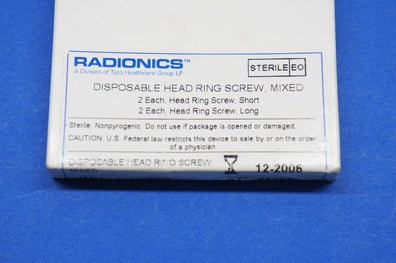 RADIONICS™
A Division of Tyco Healthcare Group LP
STERILE EO
DISPOSABLE HEAD RING SCREW, MIXED
2 Each, Head Ring Screw, Short
2 Each, Head Ring Screw, Long
Sterile. Nonpyrogenic. Do not use if package is opened or damaged.
CAUTION: U.S. Federal law restricts this device to sale by or on the order
of a physician
DISPOSABLE HEAD RING SCREW
MIXED
12-2006